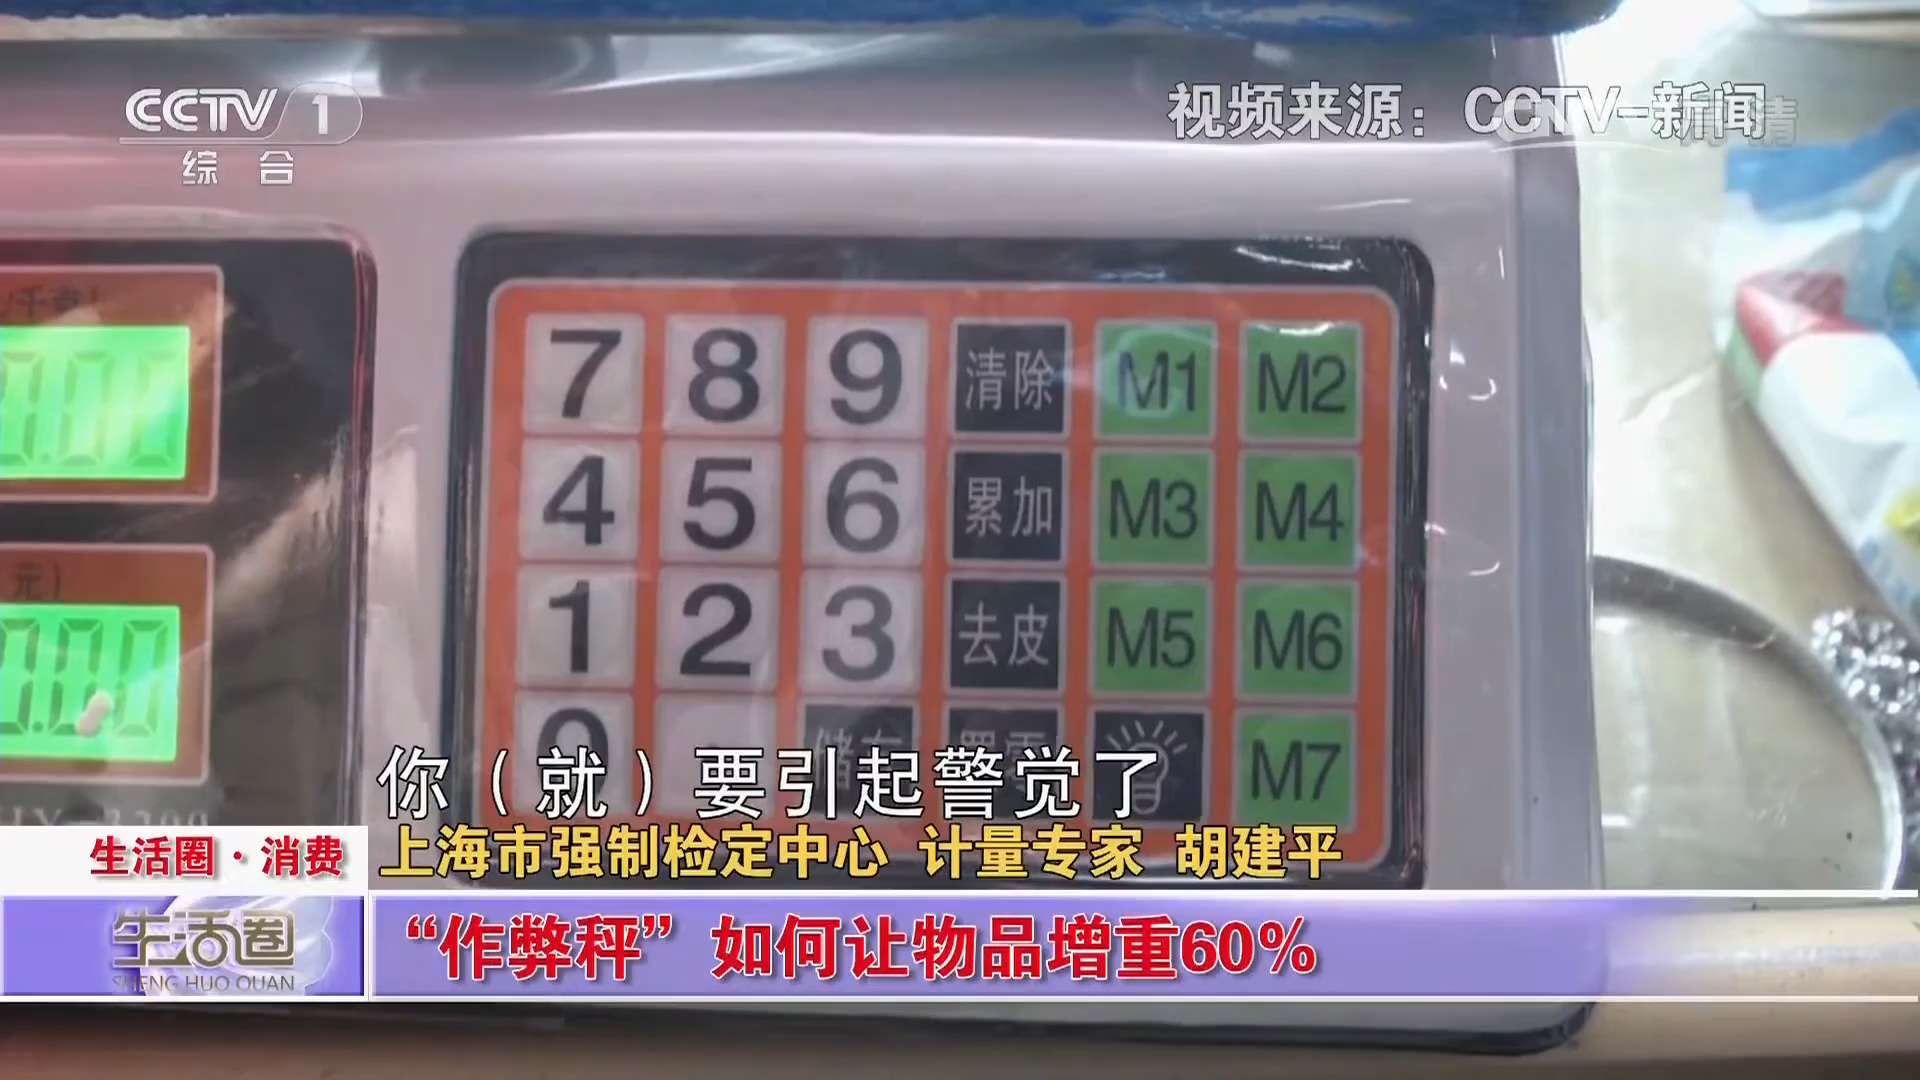 CCTV 1
综合
视频来源：CCTV-新闻
7 8 9 清除 M1 M2
4 5 6 累加 M3 M4
1 2 3 去皮 M5 M6
0 M7
元)
你（就）要引起警觉了
上海市强制检定中心 计量专家 胡建平
生活圈·消费
“作弊秤”如何让物品增重60%
生活圈
SHENG HUO QUAN